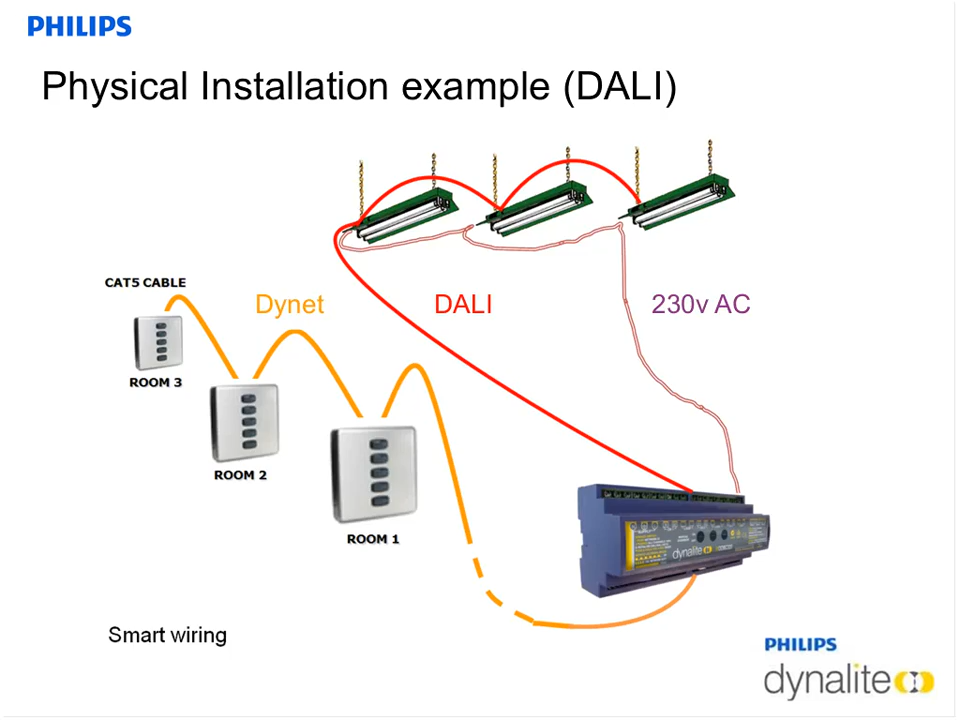 PHILIPS
Physical Installation example (DALI)
CAT5 CABLE
Dynet
DALI
230v AC
ROOM 3
ROOM 2
ROOM 1
dynalite
Smart wiring
PHILIPS
dynalite